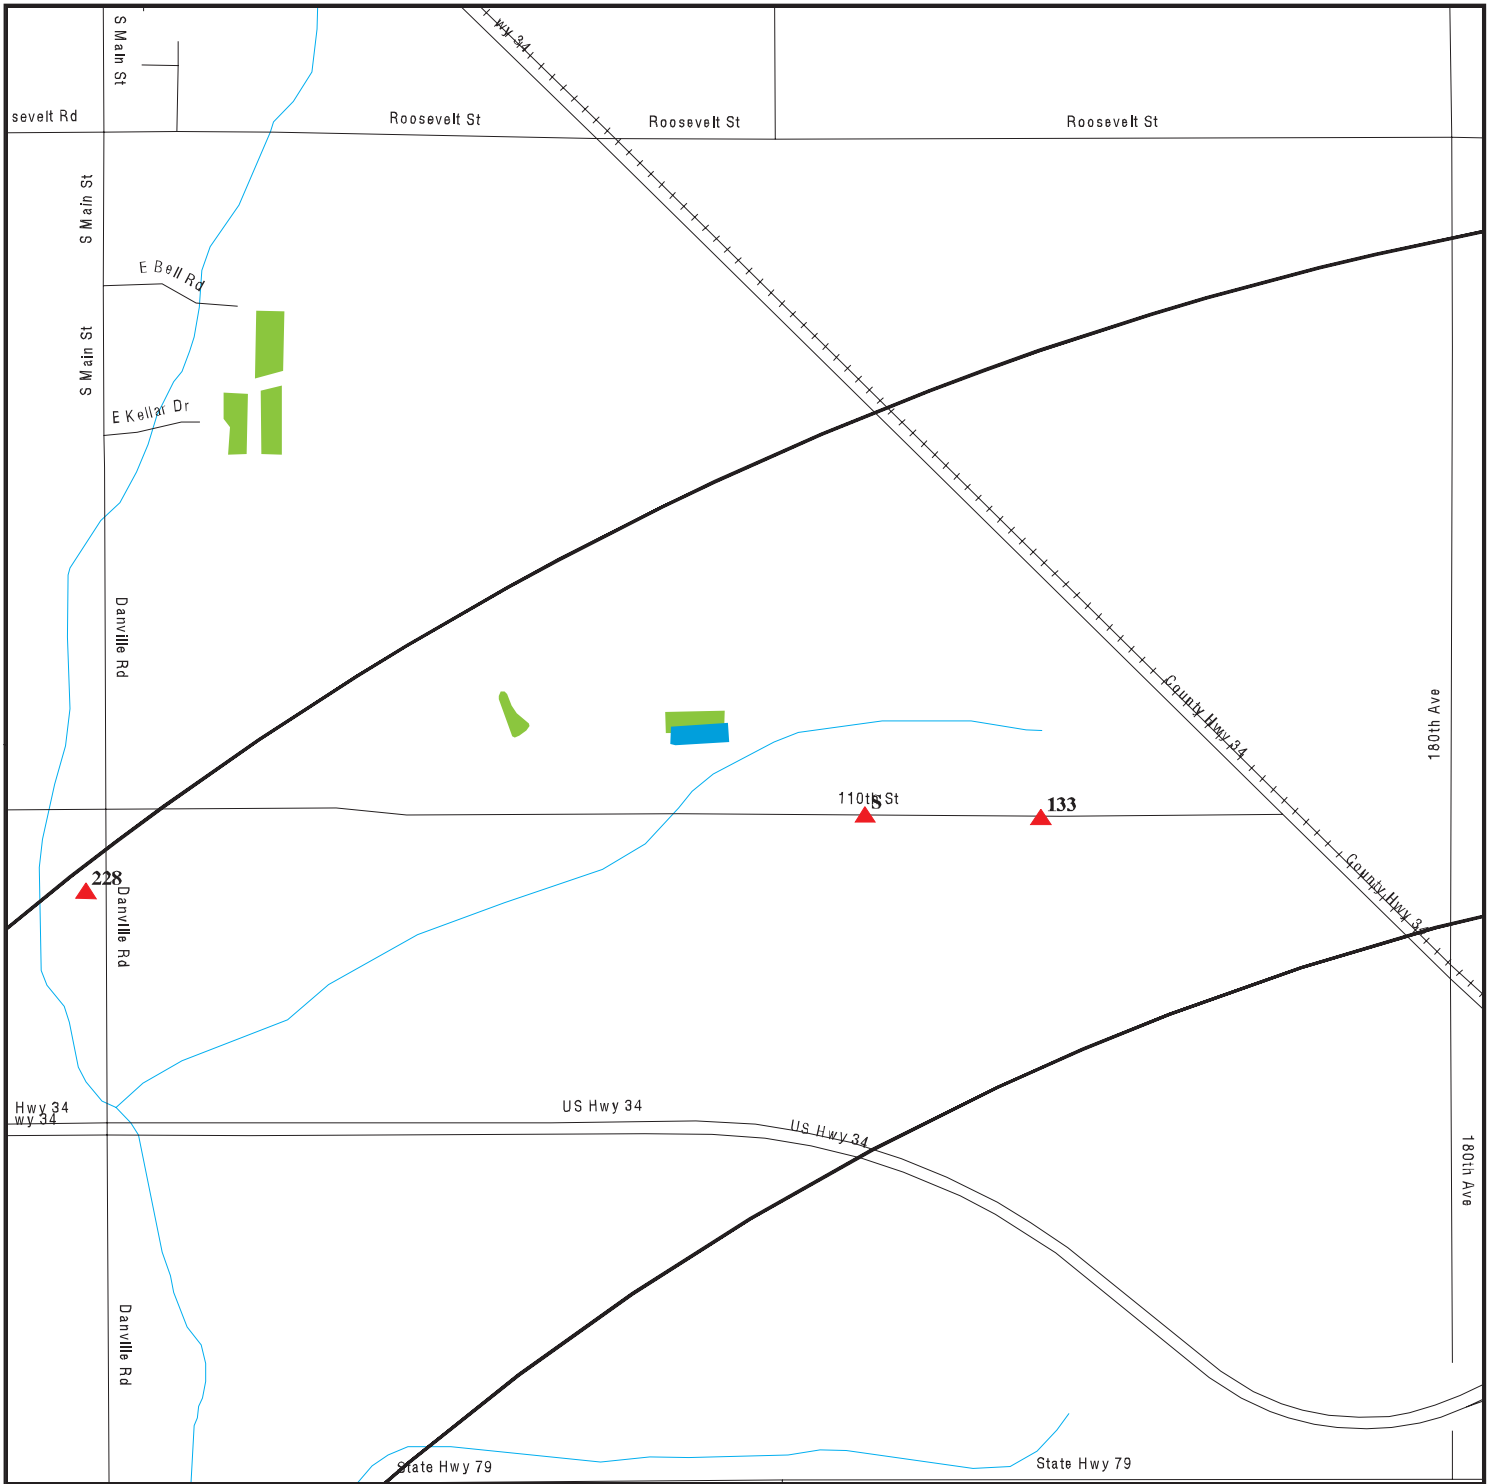 S Main St
wy 34
sevelt Rd
Roosevelt St
Roosevelt St
Roosevelt St
S Main St
E Bell Rd
S Main St
E Kellar Dr
Danville Rd
County Hwy 34
180th Ave
110th St
S
133
228
Danville Rd
County Hwy 34
Hwy 34
wy 34
US Hwy 34
US Hwy 34
180th Ave
Danville Rd
State Hwy 79
State Hwy 79